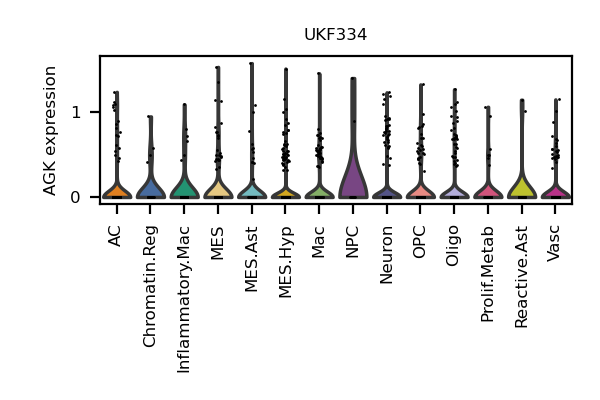 UKF334
AGK expression
1
0
AC
Chromatin.Reg
Inflammatory.Mac
MES
MES.Ast
MES.Hyp
Mac
NPC
Neuron
OPC
Oligo
Prolif.Metab
Reactive.Ast
Vasc